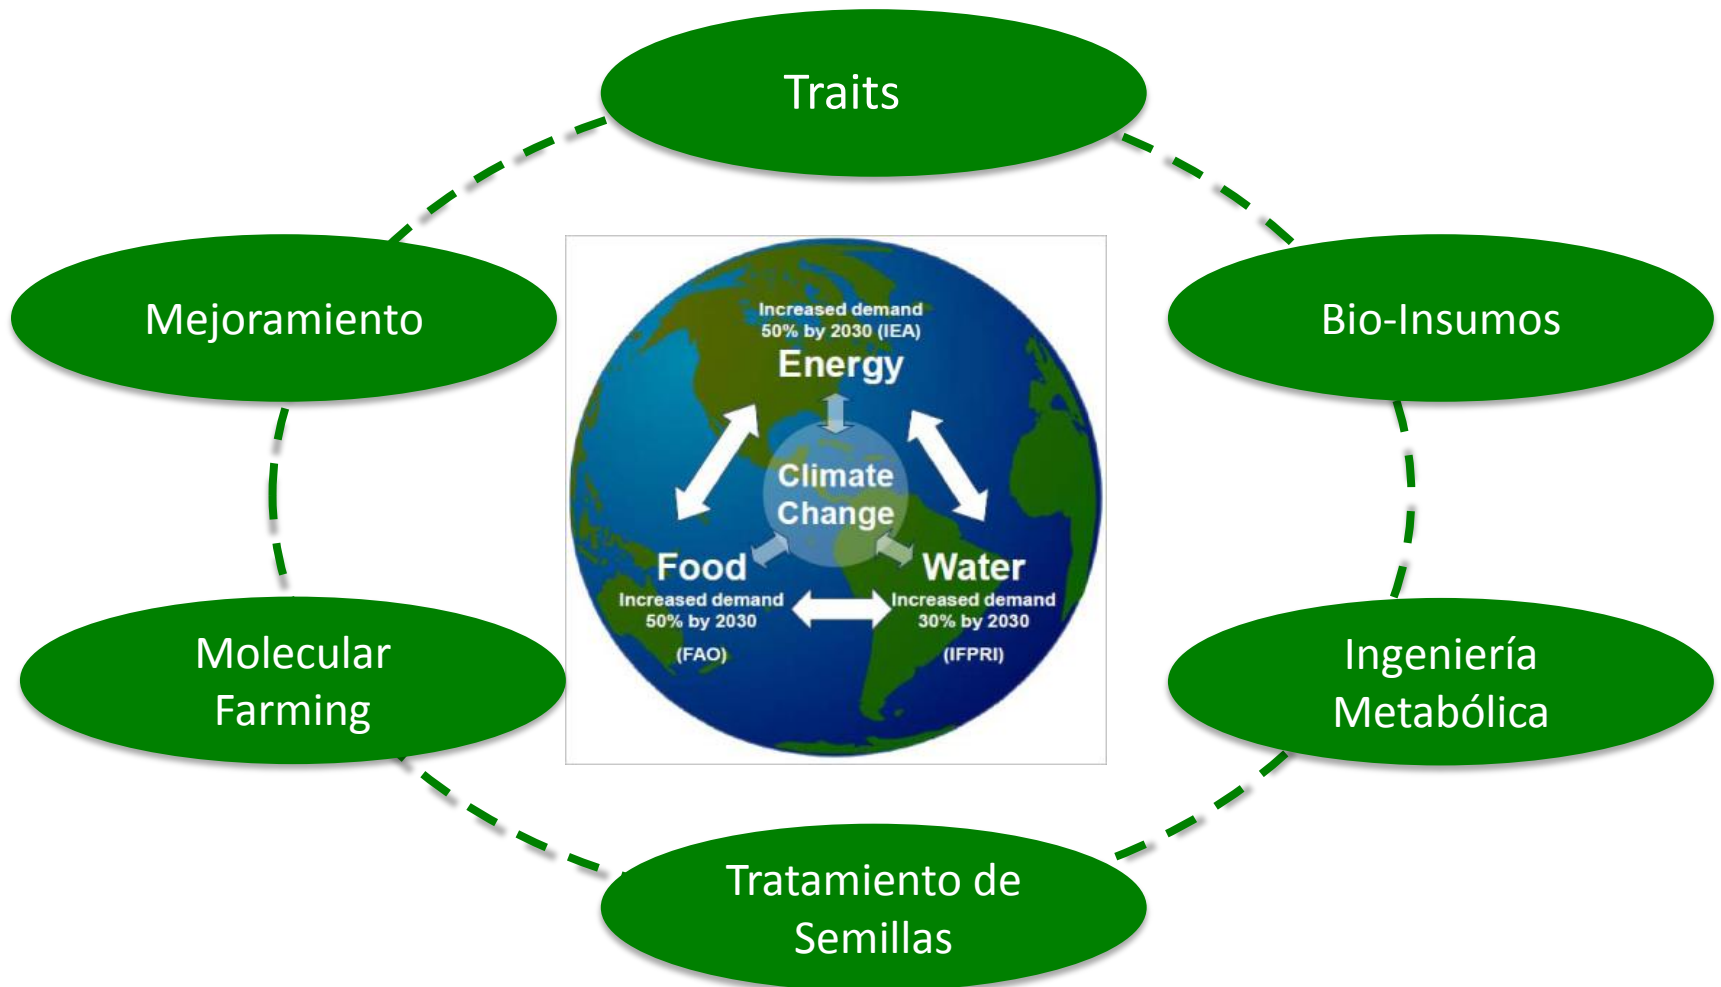 Traits
Mejoramiento
Bio-Insumos
Increased demand
50% by 2030 (IEA)
Energy
Climate
Change
Food
Increased demand
50% by 2030
(FAO)
Water
Increased demand
30% by 2030
(IFPRI)
Molecular
Farming
Ingeniería
Metabólica
Tratamiento de
Semillas